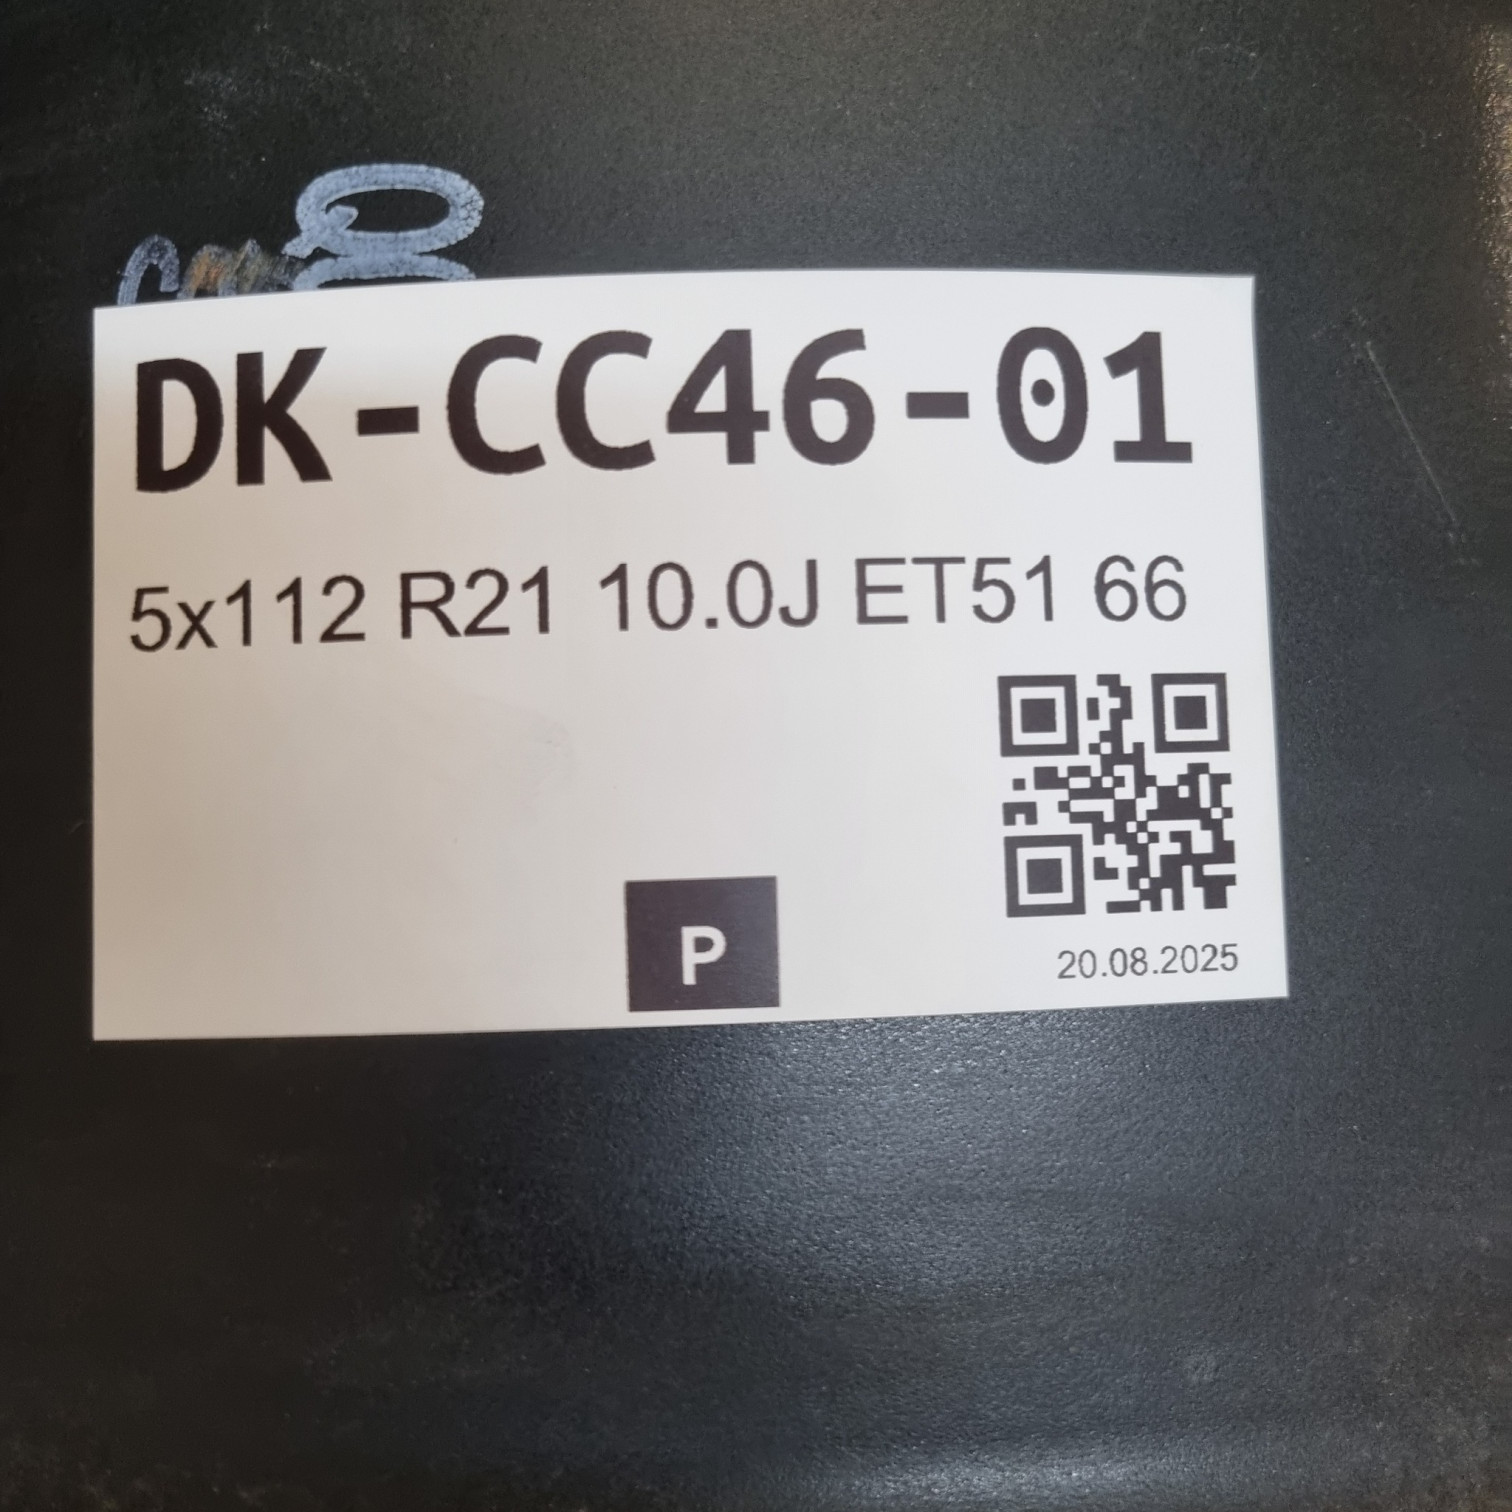 DK-CC46-01
5x112 R21 10.0J ET51 66
P
20.08.2025